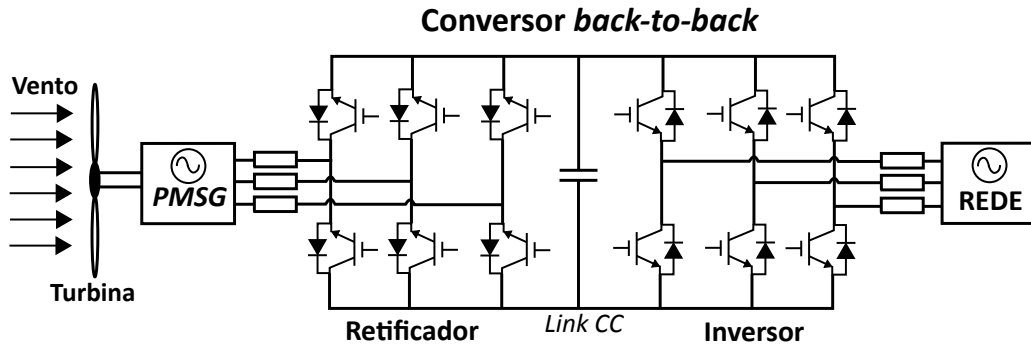 Conversor back-to-back
Vento
PMSG
REDE
Turbina
Retificador
Link CC
Inversor